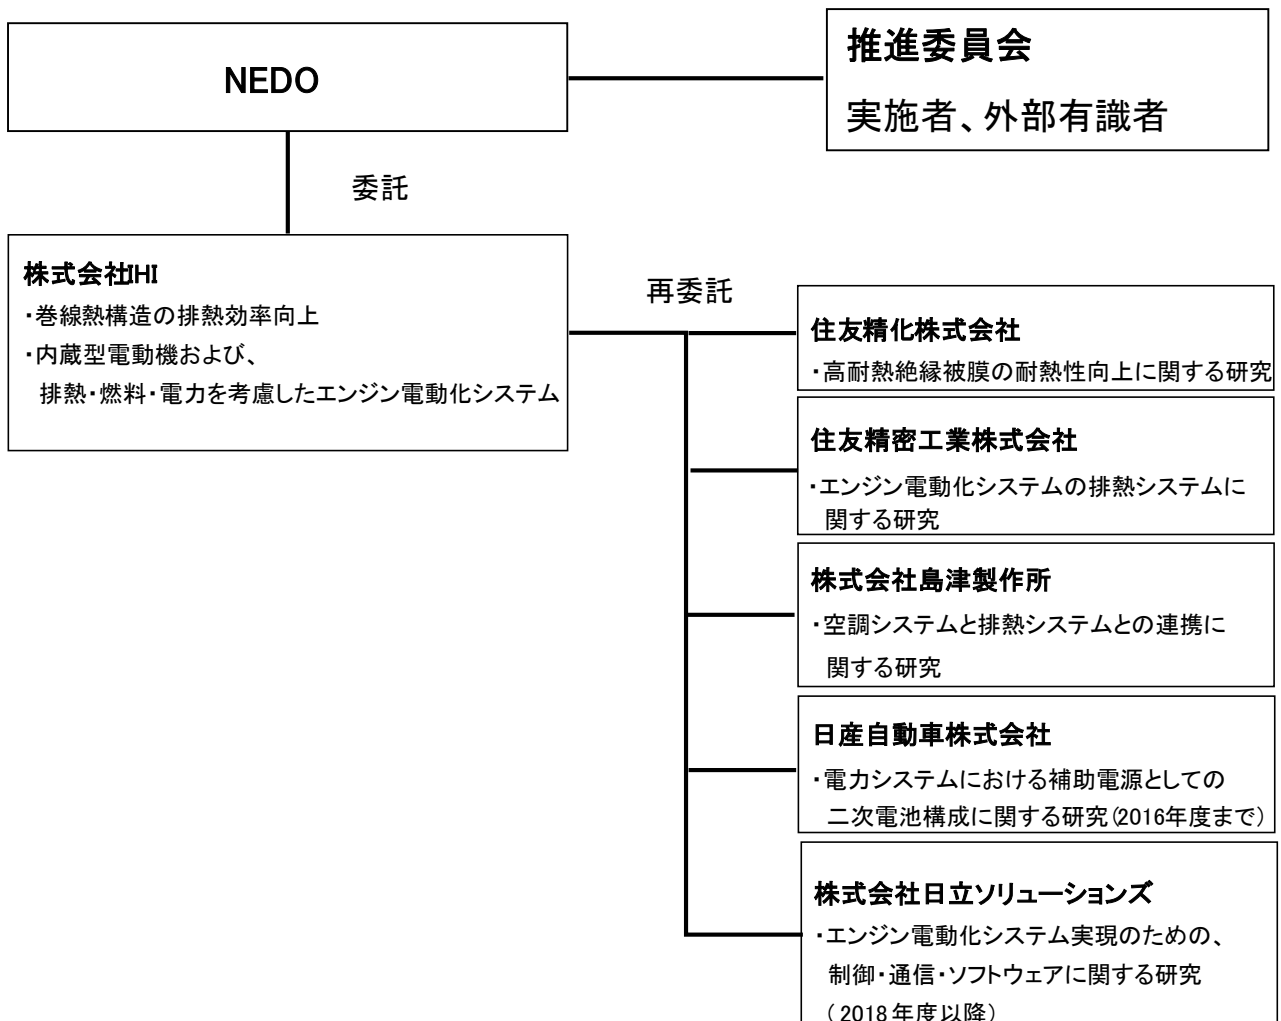 NEDO
推進委員会
実施者、外部有識者
委託
株式会社IHI
・巻線熱構造の排熱効率向上
・内蔵型電動機および、
排熱・燃料・電力を考慮したエンジン電動化システム
再委託
住友精化株式会社
・高耐熱絶縁被膜の耐熱性向上に関する研究
住友精密工業株式会社
・エンジン電動化システムの排熱システムに
関する研究
株式会社島津製作所
・空調システムと排熱システムとの連携に
関する研究
日産自動車株式会社
・電力システムにおける補助電源としての
二次電池構成に関する研究(2016年度まで)
株式会社日立ソリューションズ
・エンジン電動化システム実現のための、
制御・通信・ソフトウェアに関する研究
(2018年度以降)